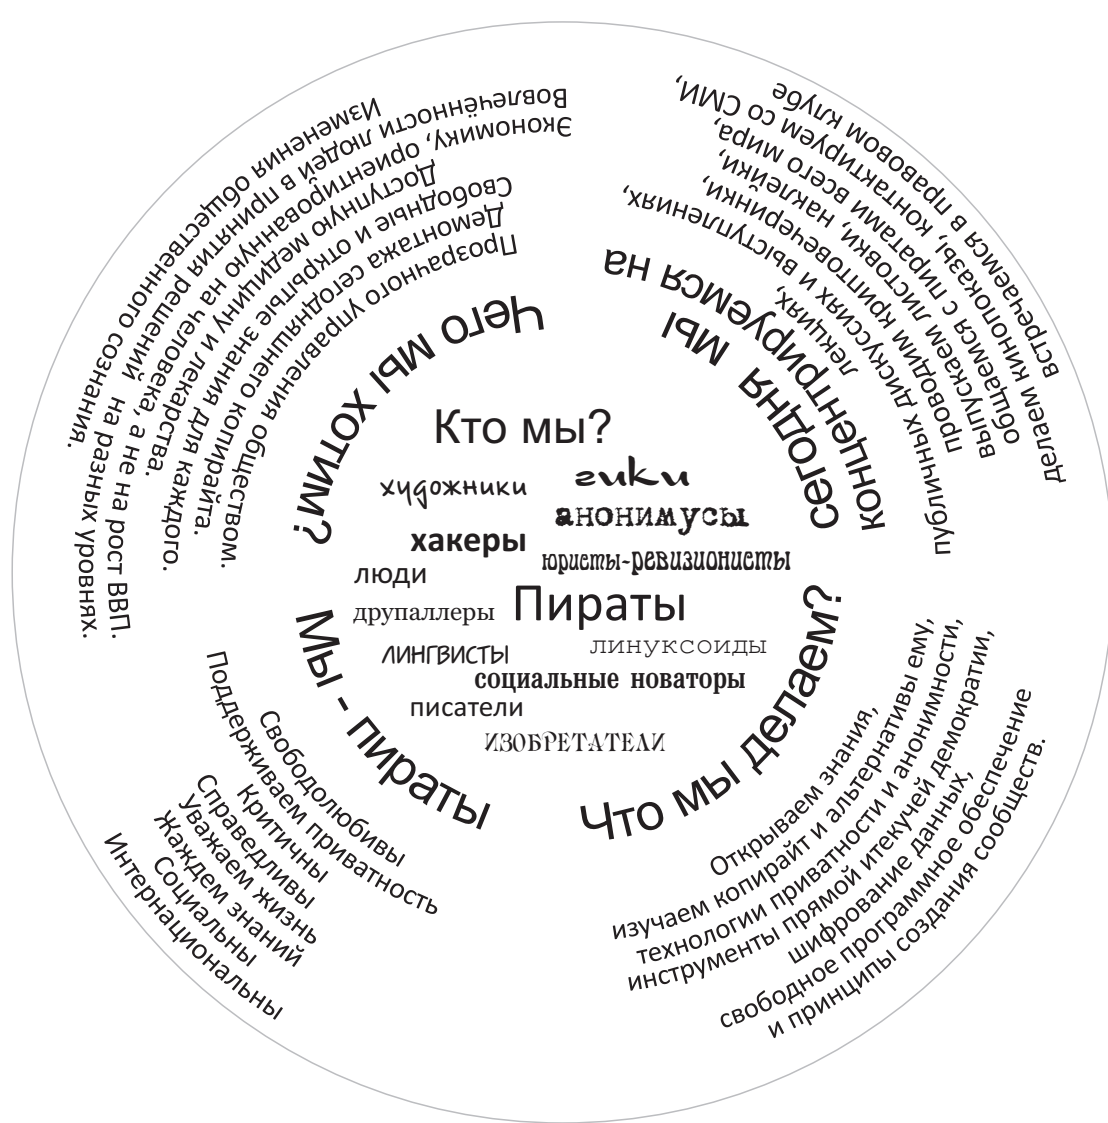 Кто мы?
художники
гики
анонимусы
хакеры
юристы-ревизионисты
люди
Пираты
друпаллеры
линуксоиды
ЛИНГВИСТЫ
социальные новаторы
писатели
ИЗОБРЕТАТЕЛИ
Чего мы хотим?
Прозрачного управления обществом.
Демонтажа сегодняшнего копирайта.
Свободные и открытые знания для каждого.
Доступную медицину и лекарства.
Экономику, ориентированную на человека, а не на рост ВВП.
Вовлечённости людей в принятия решений на разных уровнях.
Изменения общественного сознания.
сегодня мы
концентрируемся на
лекциях,
публичных дискуссиях и выступлениях,
проводим криптовечеринки,
выпускаем листовки, наклейки,
общаемся с пиратами всего мира,
делаем кинопоказы, контактируем со СМИ,
встречаемся в правовом клубе
Мы - пираты
Свободолюбивы
Поддерживаем приватность
Критичны
Справедливы
Уважаем жизнь
Жаждем знаний
Социальны
Интернациональны
Что мы делаем?
Открываем знания,
изучаем копирайт и альтернативы ему,
технологии приватности и анонимности,
инструменты прямой итекучей демократии,
шифрование данных,
свободное программное обеспечение
и принципы создания сообществ.